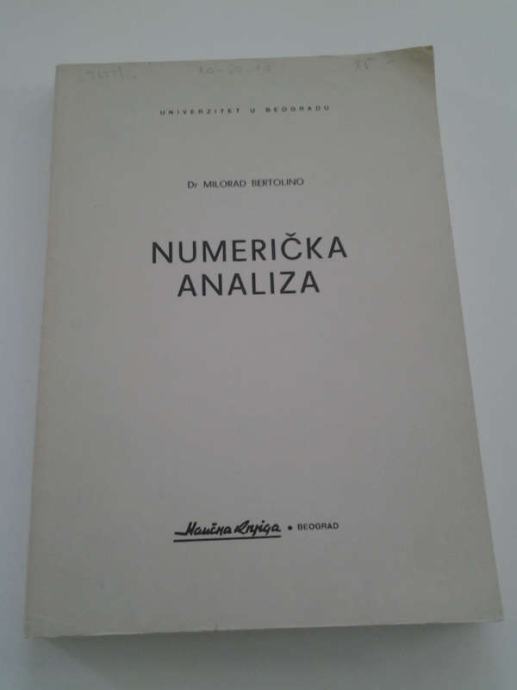 UNIVERZITET U BEOGRADU
Dr MILORAD BERTOLINO
NUMERIČKA
ANALIZA
Naučna Knjiga • BEOGRAD